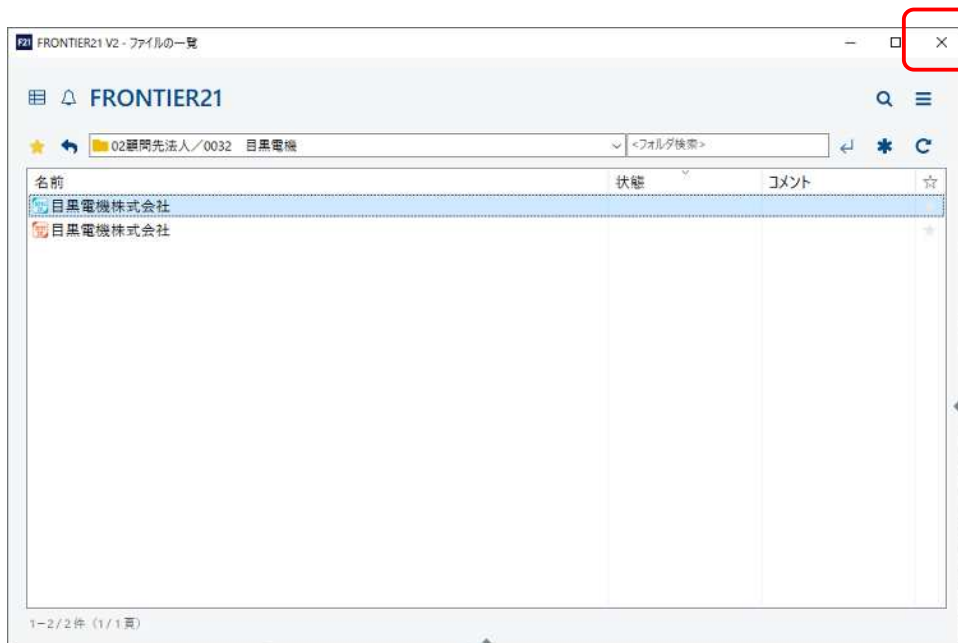 F21 FRONTIER21 V2 - ファイルの一覧
FRONTIER21
02顧問先法人／0032 目黒電機 <フォルダ検索>
名前 状態 コメント
目黒電機株式会社
目黒電機株式会社
1-2/2件 (1/1頁)